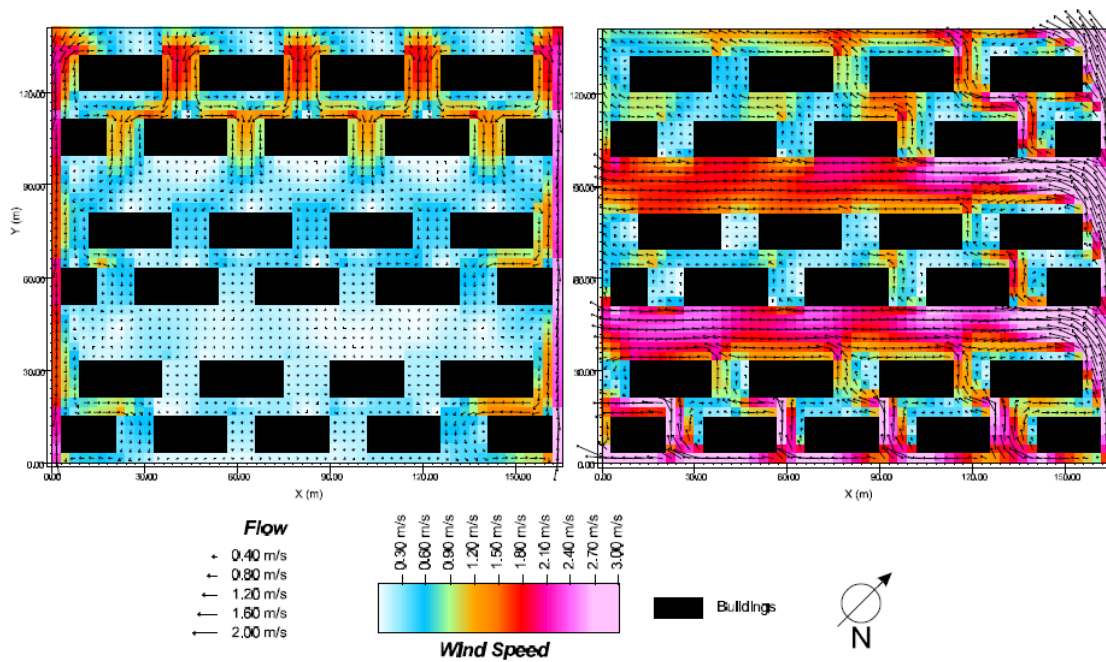 120.00
90.00
60.00
30.00
0.00
Y (m)
0.00 30.00 60.00 90.00 120.00 150.00
X (m)
120.00
90.00
60.00
30.00
0.00
0.00 30.00 60.00 90.00 120.00 150.00
X (m)
Flow
0.40 m/s
0.80 m/s
1.20 m/s
1.60 m/s
2.00 m/s
0.30 m/s
0.60 m/s
0.90 m/s
1.20 m/s
1.50 m/s
1.80 m/s
2.10 m/s
2.40 m/s
2.70 m/s
3.00 m/s
Wind Speed
Buildings
N